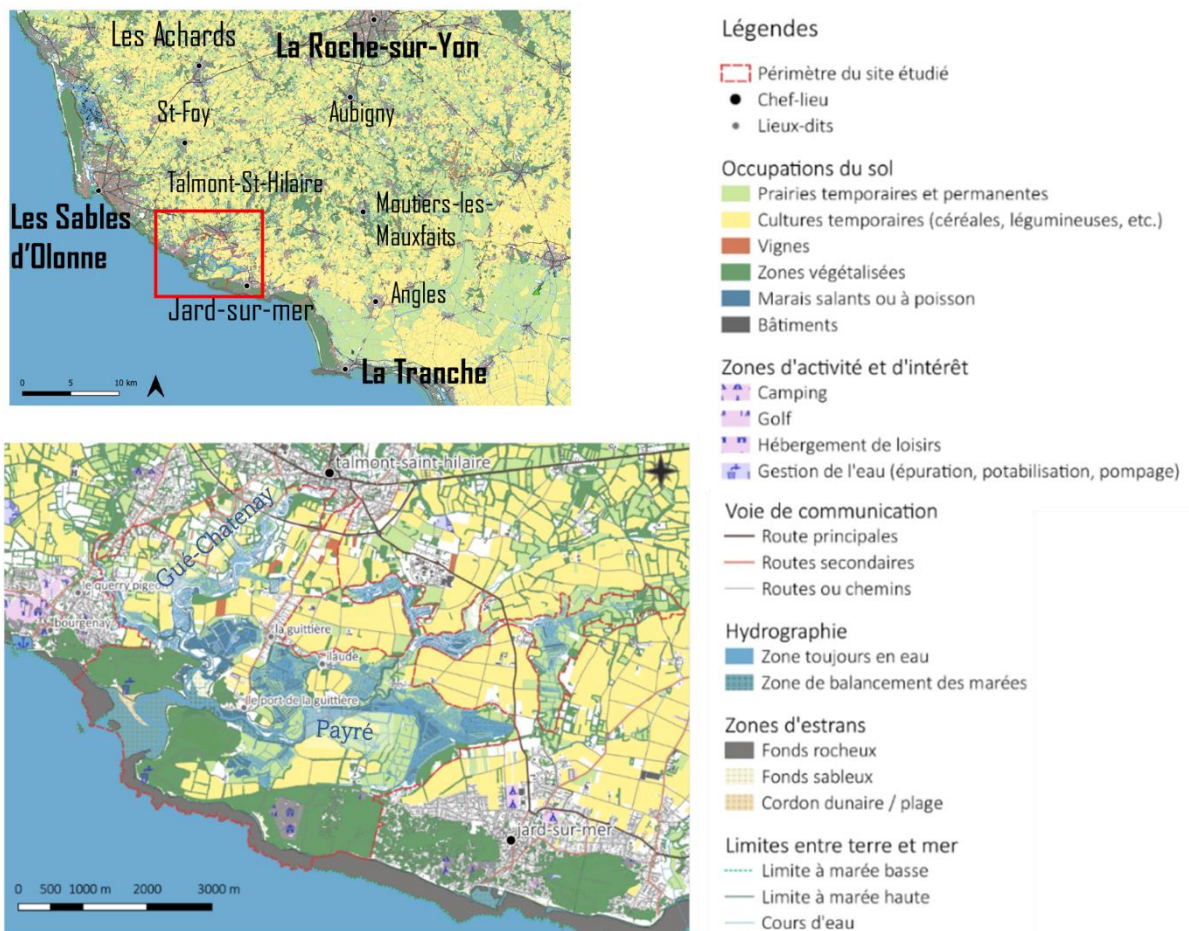 Les Achards
La Roche-sur-Yon
St-Foy
Aubigny
Talmont-St-Hilaire
Moutiers-les-
Mauxfaits
Les Sables
d'Olonne
Jard-sur-mer
Angles
La Tranche
0 5 10 km
talmont-saint-hilaire
Gué-Chatenay
le querry pigeo
bourgenay
la guittière
ilaude
lle port de la guittière
Payré
jard-sur-mer
0 500 1000 m 2000 3000 m
Légendes
Périmètre du site étudié
Chef-lieu
Lieux-dits
Occupations du sol
Prairies temporaires et permanentes
Cultures temporaires (céréales, légumineuses, etc.)
Vignes
Zones végétalisées
Marais salants ou à poisson
Bâtiments
Zones d'activité et d'intérêt
Camping
Golf
Hébergement de loisirs
Gestion de l'eau (épuration, potabilisation, pompage)
Voie de communication
Route principales
Routes secondaires
Routes ou chemins
Hydrographie
Zone toujours en eau
Zone de balancement des marées
Zones d'estrans
Fonds rocheux
Fonds sableux
Cordon dunaire / plage
Limites entre terre et mer
Limite à marée basse
Limite à marée haute
Cours d'eau